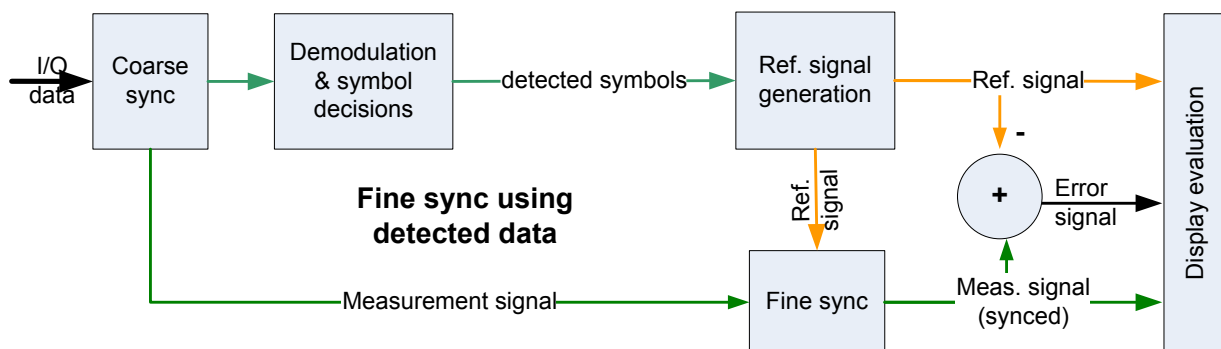 I/Q
data
Coarse
sync
Demodulation
& symbol
decisions
detected symbols
Ref. signal
generation
Ref. signal
-
Ref.
signal
+
Error
signal
Display evaluation
Fine sync using
detected data
Measurement signal
Fine sync
Meas. signal
(synced)